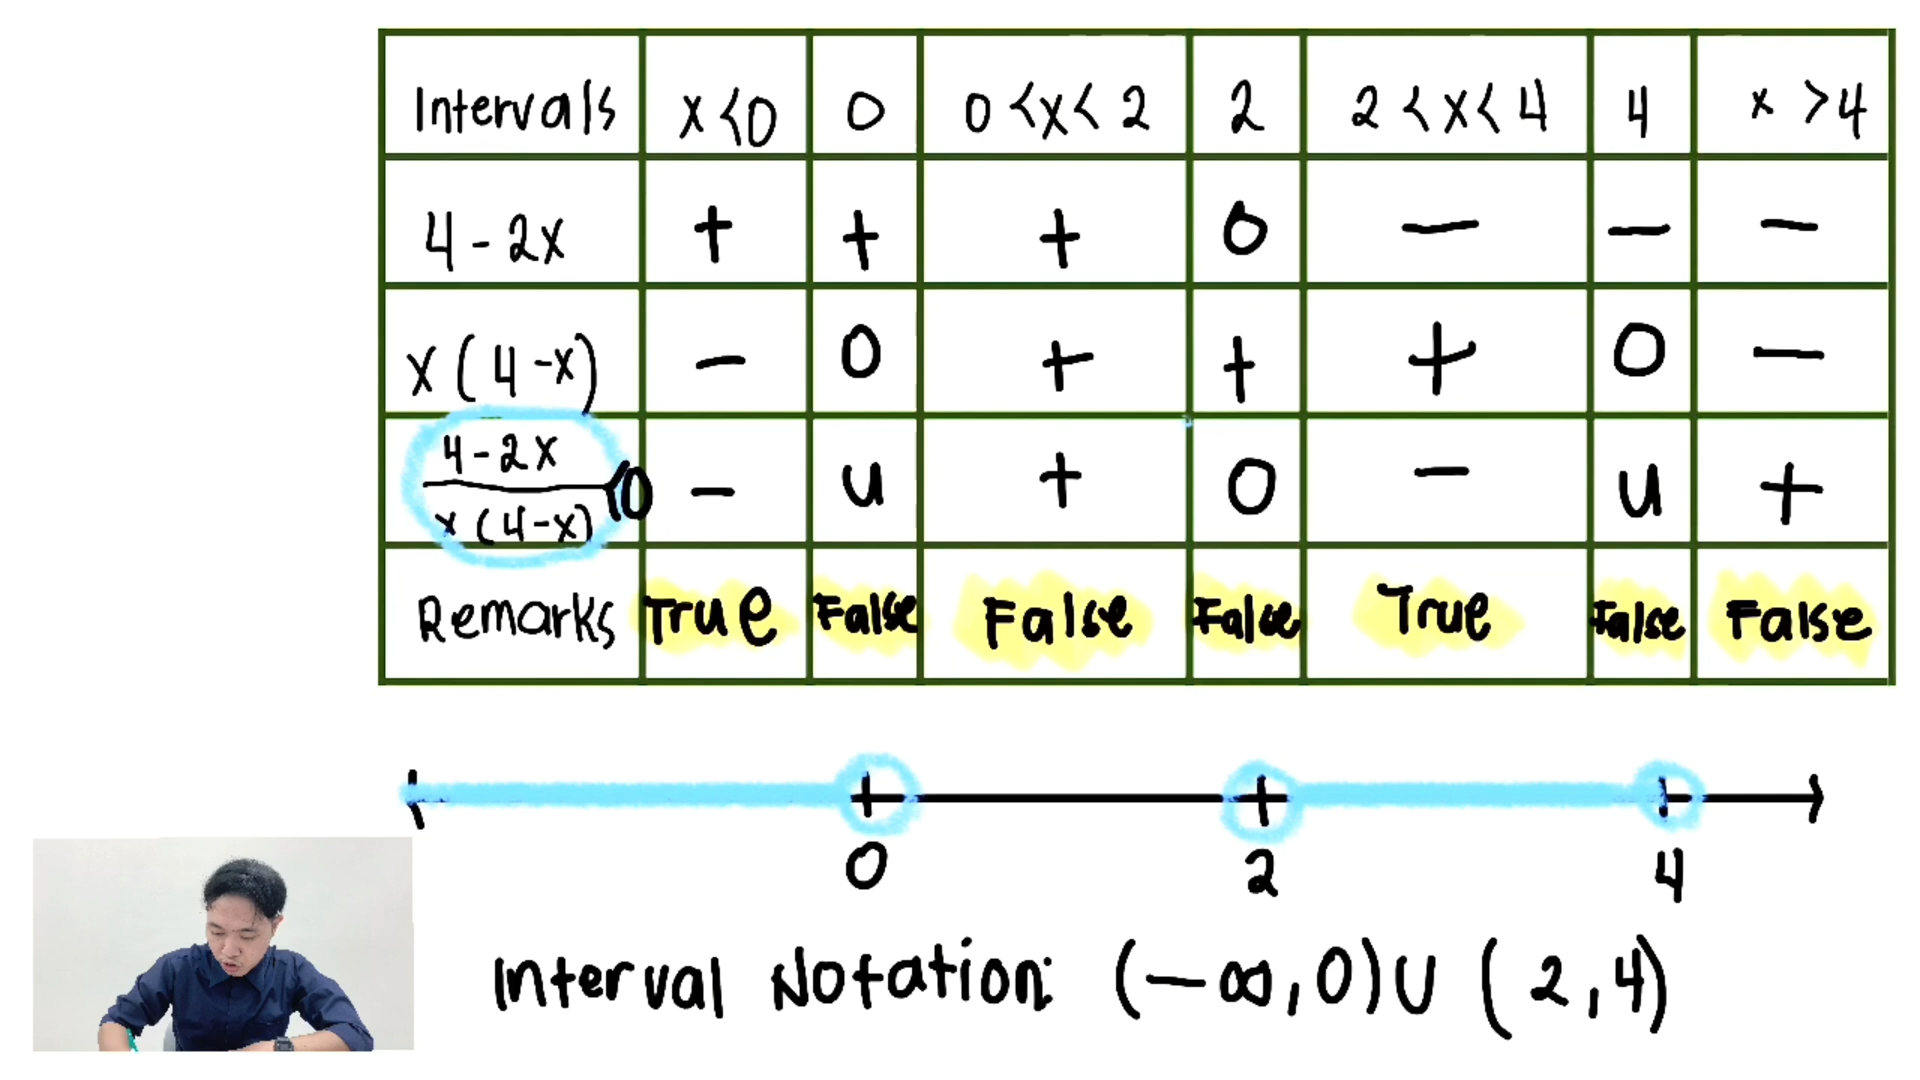 Intervals x<0 0 0<x<2 2 2<x<4 4 x>4
4-2x + + + 0 — — —
x(4-x) — 0 + + + 0 —
4-2x
x(4-x) <0 — u + 0 — u +
Remarks True False False False True False False
0 2 4
Interval Notation: (-∞,0)∪(2,4)